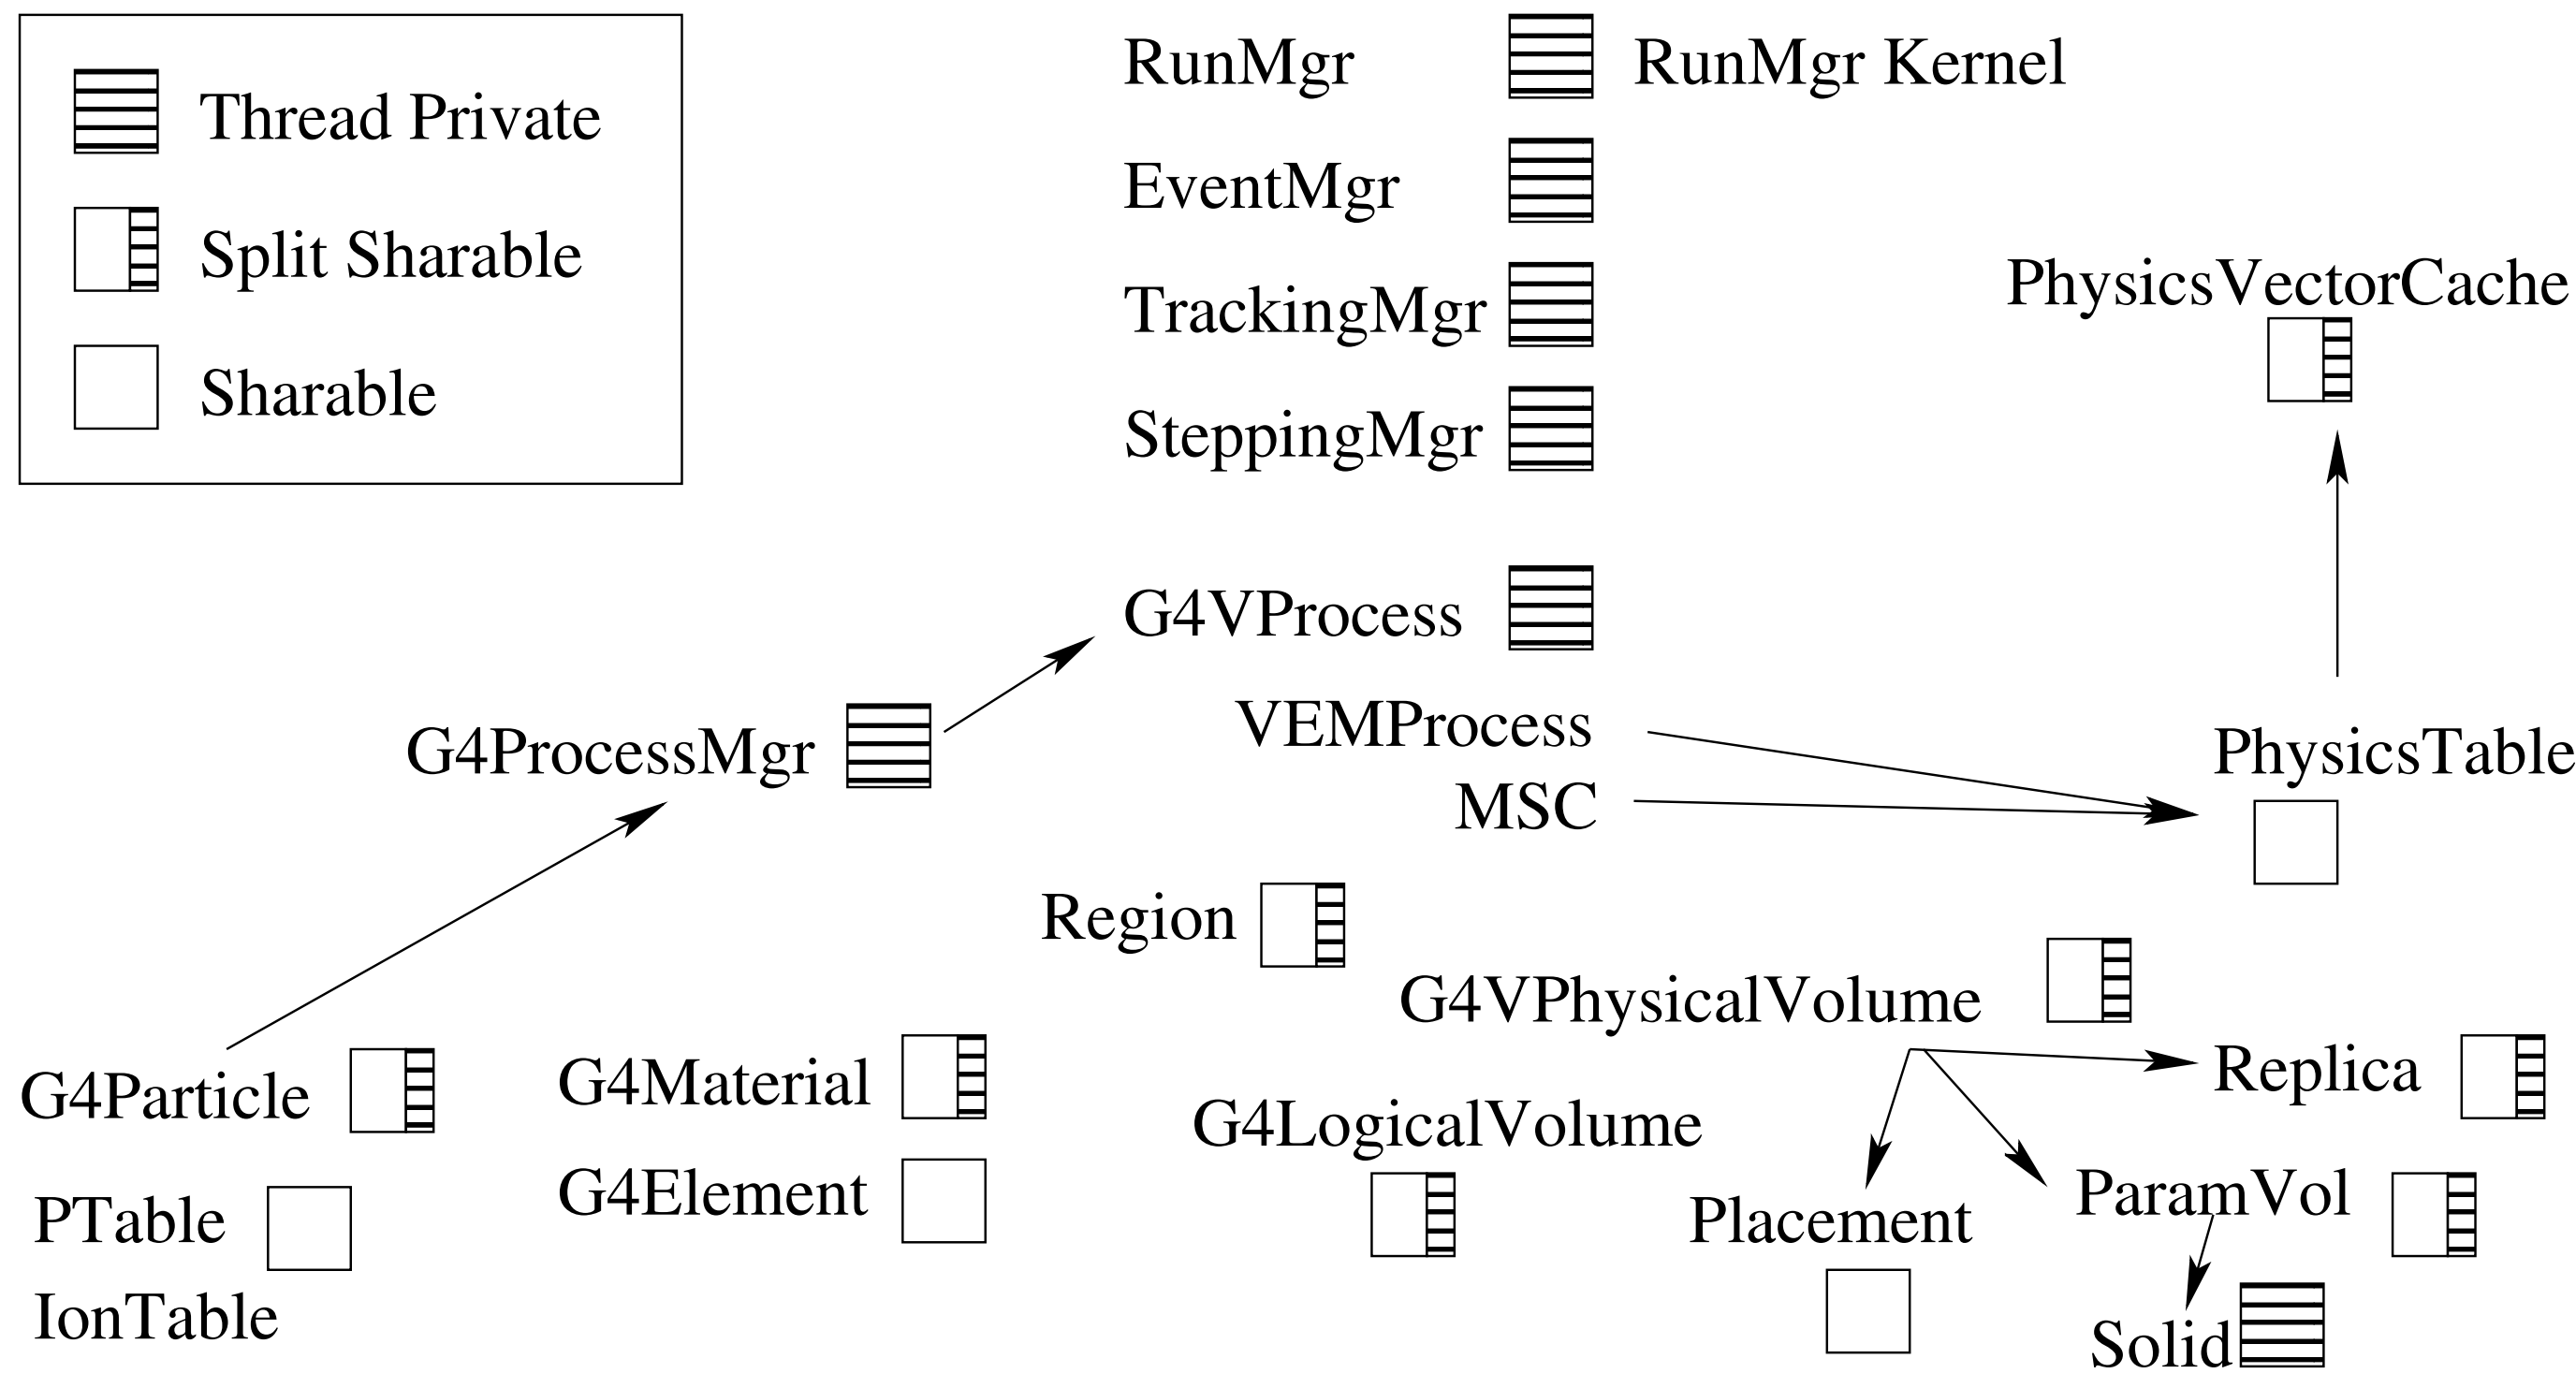 Thread Private
Split Sharable
Sharable
RunMgr RunMgr Kernel
EventMgr
TrackingMgr
SteppingMgr
PhysicsVectorCache
G4VProcess
VEMProcess
MSC
G4ProcessMgr
PhysicsTable
Region
G4VPhysicalVolume
G4Particle
G4Material
Replica
G4LogicalVolume
PTable
G4Element
Placement
ParamVol
IonTable
Solid